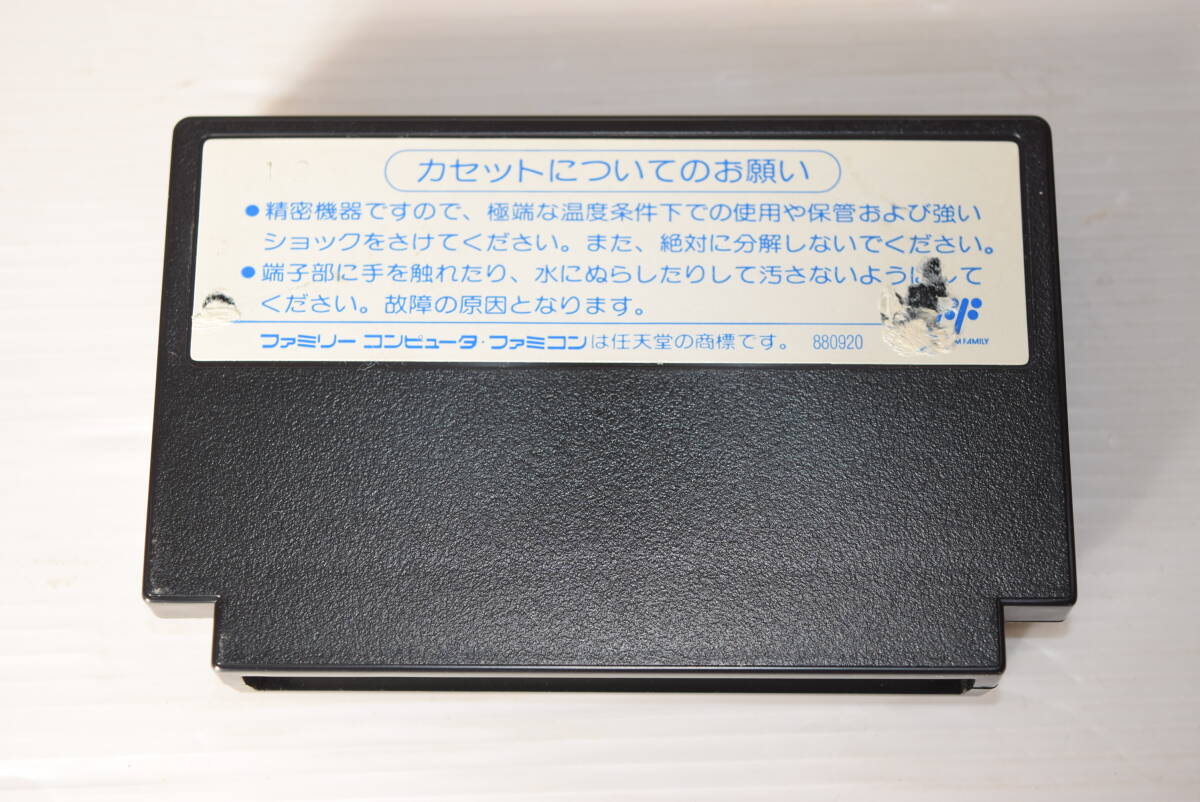 カセットについてのお願い
●精密機器ですので、極端な温度条件下での使用や保管および強い
ショックをさけてください。また、絶対に分解しないでください。
●端子部に手を触れたり、水にぬらしたりして汚さないようにして
ください。故障の原因となります。
ファミリー コンピュータ・ファミコンは任天堂の商標です。 880920
FAMILY